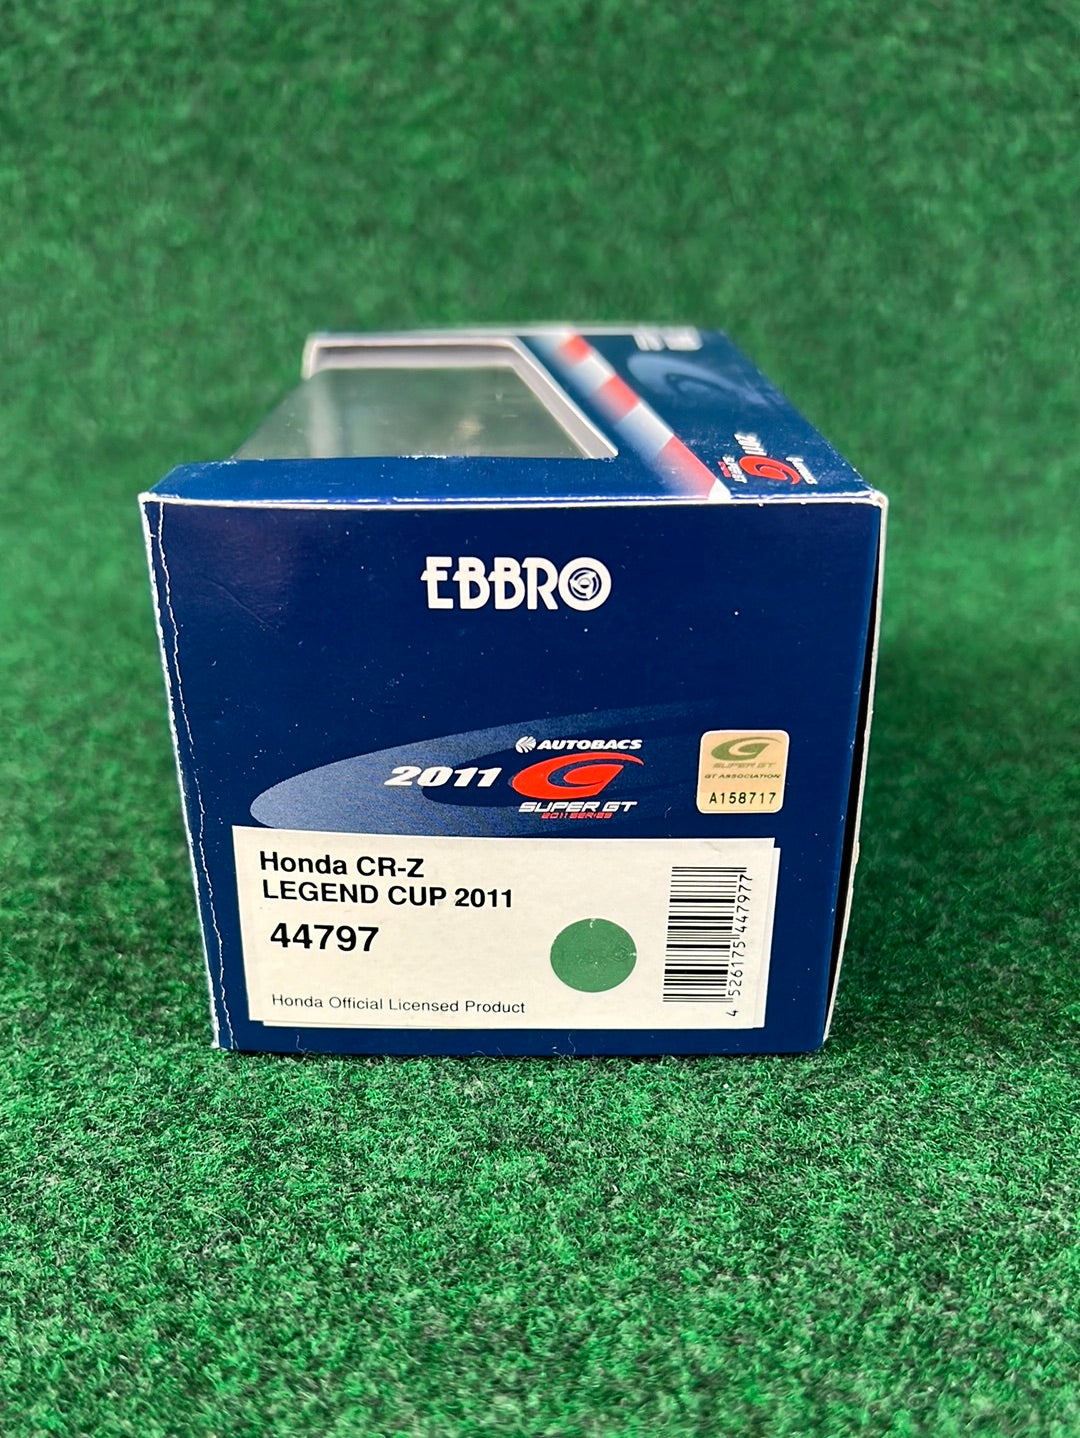 EBBRO
AUTOBACS
2011
SUPER GT
2011 SERIES
SUPER GT
GT ASSOCIATION
A158717
Honda CR-Z
LEGEND CUP 2011
44797
Honda Official Licensed Product
4 526175 447977